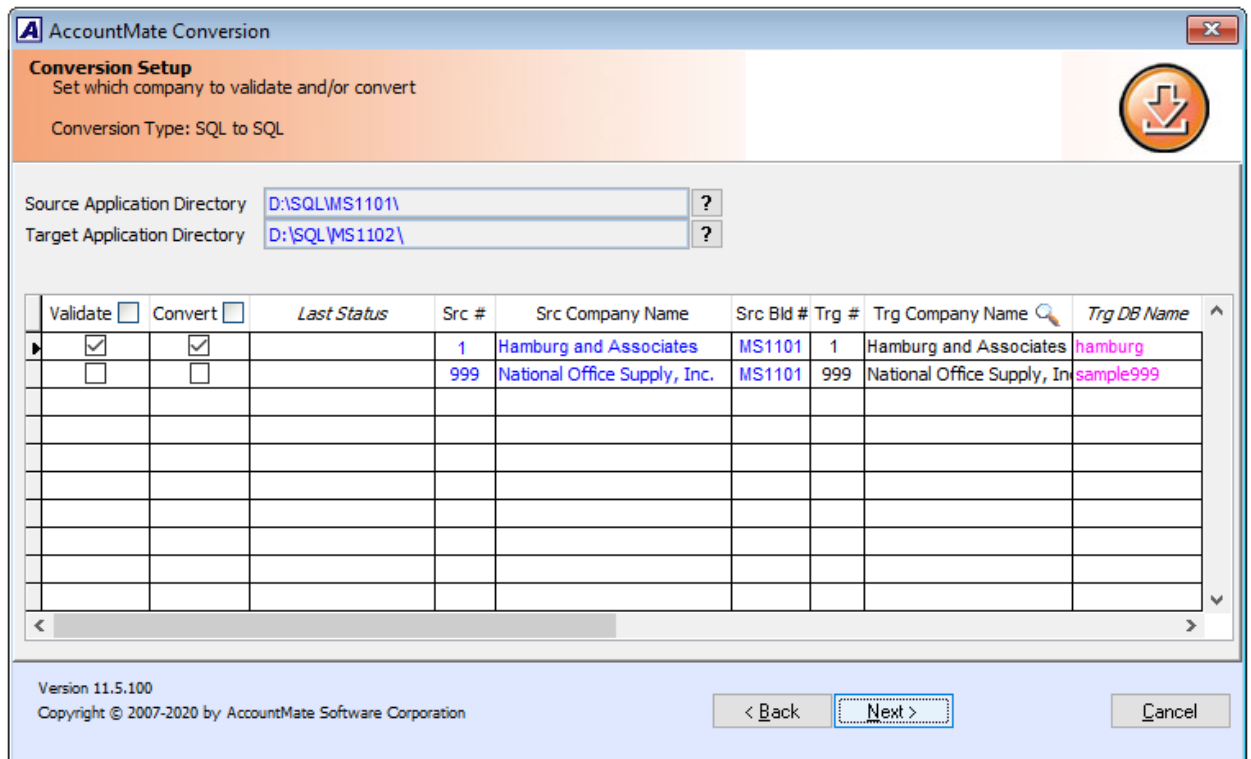 AccountMate Conversion
Conversion Setup
Set which company to validate and/or convert
Conversion Type: SQL to SQL
Source Application Directory D:\SQL\MS1101\ ?
Target Application Directory D:\SQL\MS1102\ ?
Validate Convert Last Status Src # Src Company Name Src Bld # Trg # Trg Company Name Trg DB Name
1 Hamburg and Associates MS1101 1 Hamburg and Associates hamburg
999 National Office Supply, Inc. MS1101 999 National Office Supply, In sample999
Version 11.5.100
Copyright © 2007-2020 by AccountMate Software Corporation
< Back Next > Cancel